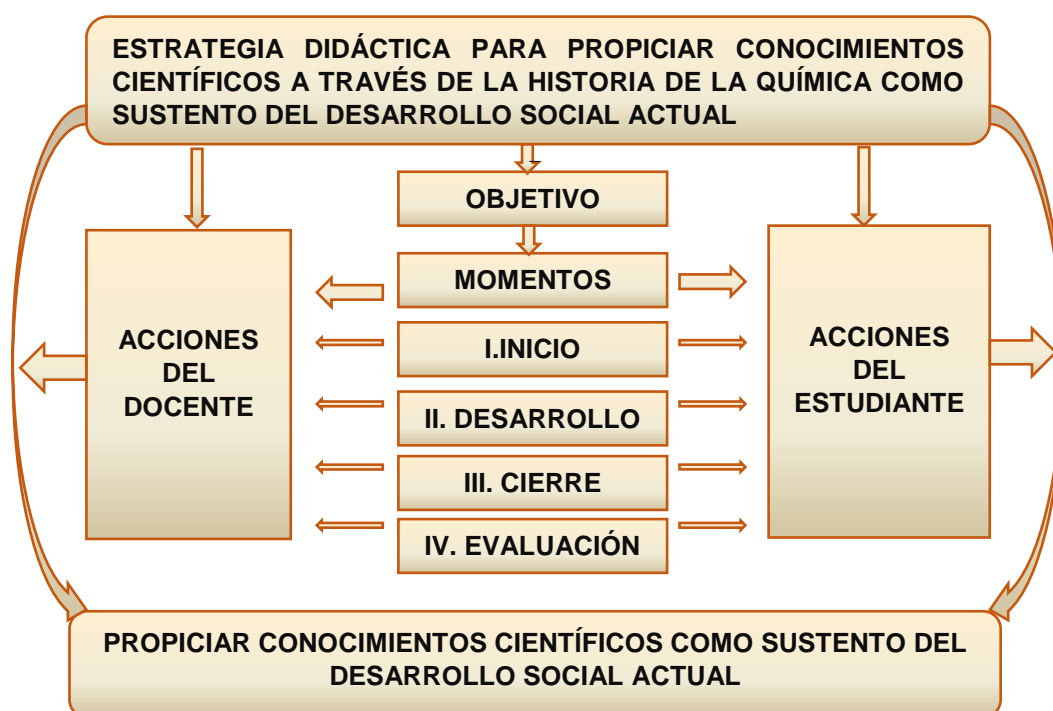 ESTRATEGIA DIDÁCTICA PARA PROPICIAR CONOCIMIENTOS
CIENTÍFICOS A TRAVÉS DE LA HISTORIA DE LA QUÍMICA COMO
SUSTENTO DEL DESARROLLO SOCIAL ACTUAL
OBJETIVO
MOMENTOS
ACCIONES
DEL
DOCENTE
I.INICIO
II. DESARROLLO
III. CIERRE
IV. EVALUACIÓN
ACCIONES
DEL
ESTUDIANTE
PROPICIAR CONOCIMIENTOS CIENTÍFICOS COMO SUSTENTO DEL
DESARROLLO SOCIAL ACTUAL